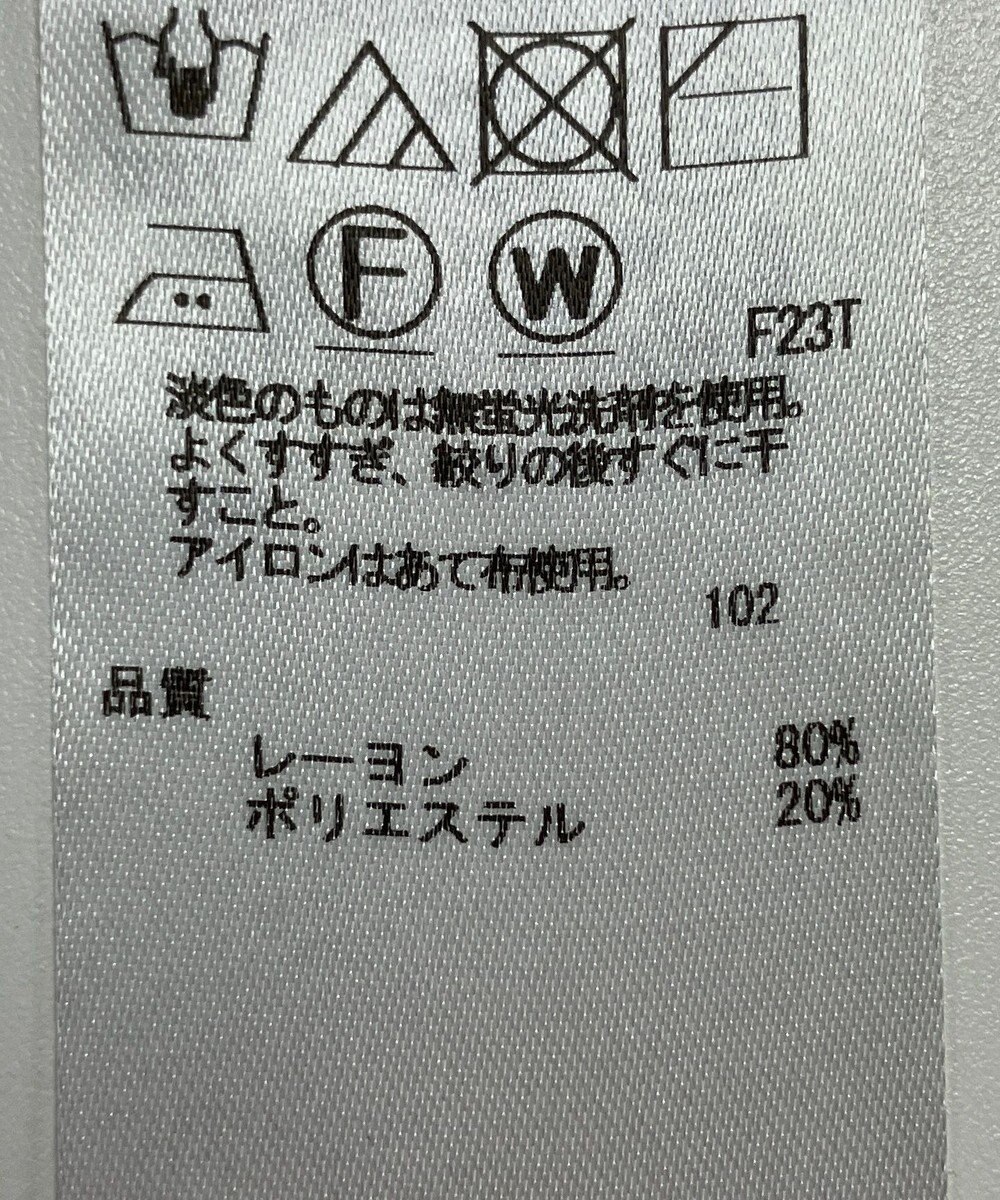 F
W
F23T
淡色のものは無蛍光洗剤を使用。
よくすすぎ、絞りの後すぐに干
すこと。
アイロンはあて布使用。
102
品質
レーヨン 80%
ポリエステル 20%